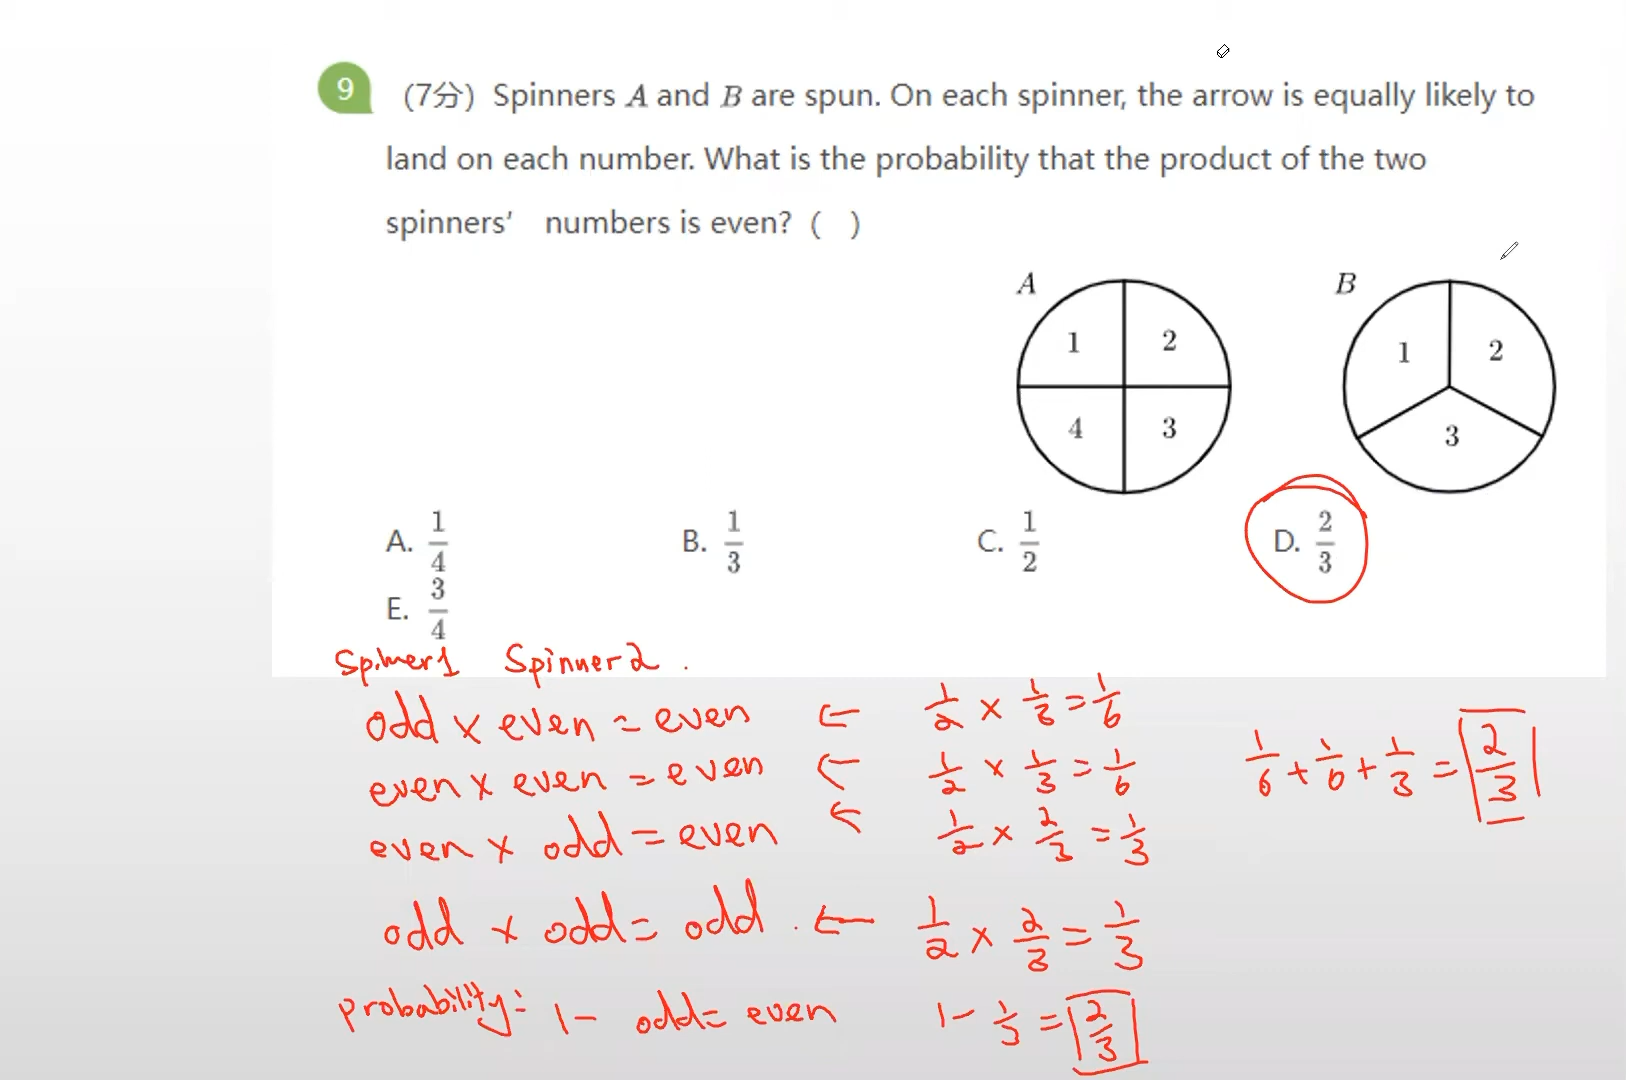 9 (7分) Spinners A and B are spun. On each spinner, the arrow is equally likely to
land on each number. What is the probability that the product of the two
spinners' numbers is even? ( )
A B
1 2 1 2
4 3 3
A. 1/4 B. 1/3 C. 1/2 D. 2/3
E. 3/4
Spinner1 Spinner2 .
odd x even = even ← 1/2 x 1/3 = 1/6
even x even = even ← 1/2 x 1/3 = 1/6 1/6 + 1/6 + 1/3 = 2/3
even x odd = even ← 1/2 x 2/3 = 1/3
odd x odd = odd . ← 1/2 x 2/3 = 1/3
probability: 1 - odd = even 1 - 1/3 = 2/3